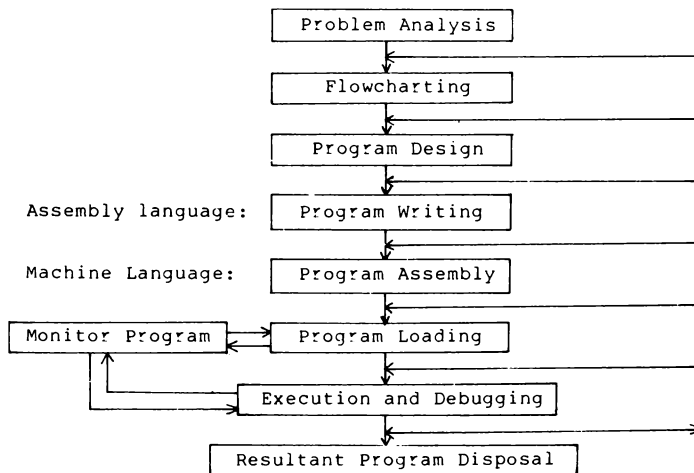 Problem Analysis
Flowcharting
Program Design
Assembly language: Program Writing
Machine Language: Program Assembly
Monitor Program Program Loading
Execution and Debugging
Resultant Program Disposal